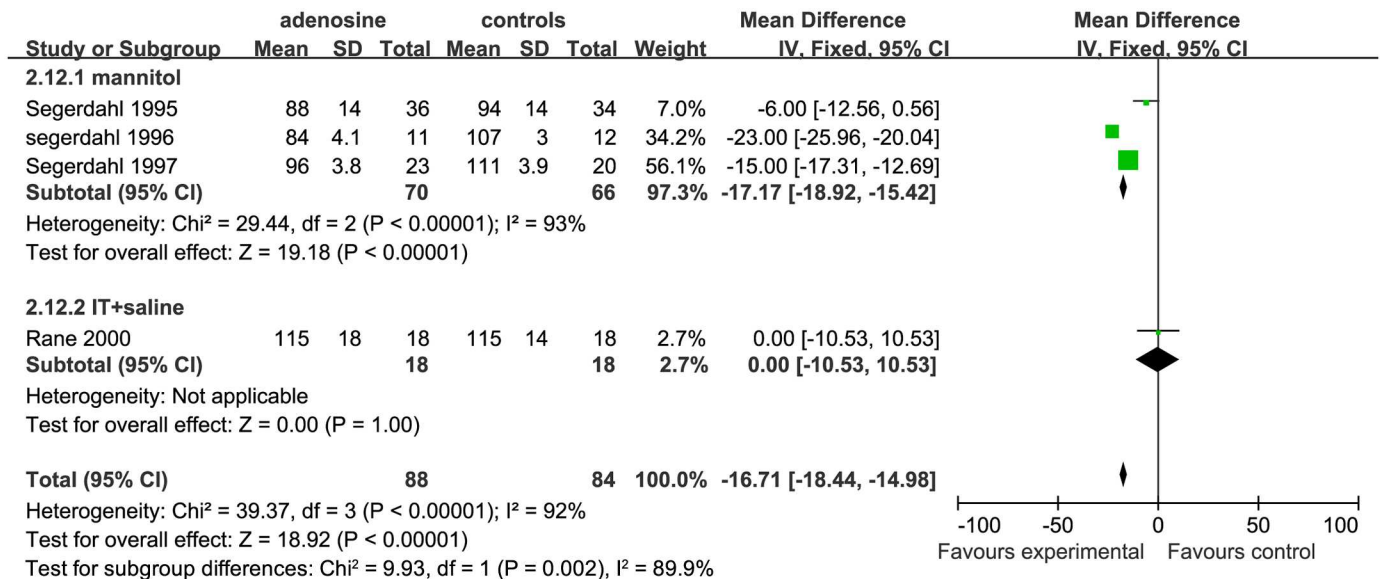 adenosine controls Mean Difference Mean Difference
Study or Subgroup Mean SD Total Mean SD Total Weight IV, Fixed, 95% CI IV, Fixed, 95% CI
2.12.1 mannitol
Segerdahl 1995 88 14 36 94 14 34 7.0% -6.00 [-12.56, 0.56]
segerdahl 1996 84 4.1 11 107 3 12 34.2% -23.00 [-25.96, -20.04]
Segerdahl 1997 96 3.8 23 111 3.9 20 56.1% -15.00 [-17.31, -12.69]
Subtotal (95% CI) 70 66 97.3% -17.17 [-18.92, -15.42]
Heterogeneity: Chi² = 29.44, df = 2 (P < 0.00001); I² = 93%
Test for overall effect: Z = 19.18 (P < 0.00001)
2.12.2 IT+saline
Rane 2000 115 18 18 115 14 18 2.7% 0.00 [-10.53, 10.53]
Subtotal (95% CI) 18 18 2.7% 0.00 [-10.53, 10.53]
Heterogeneity: Not applicable
Test for overall effect: Z = 0.00 (P = 1.00)
Total (95% CI) 88 84 100.0% -16.71 [-18.44, -14.98]
Heterogeneity: Chi² = 39.37, df = 3 (P < 0.00001); I² = 92%
Test for overall effect: Z = 18.92 (P < 0.00001)
Test for subgroup differences: Chi² = 9.93, df = 1 (P = 0.002), I² = 89.9%
-100 -50 0 50 100
Favours experimental Favours control